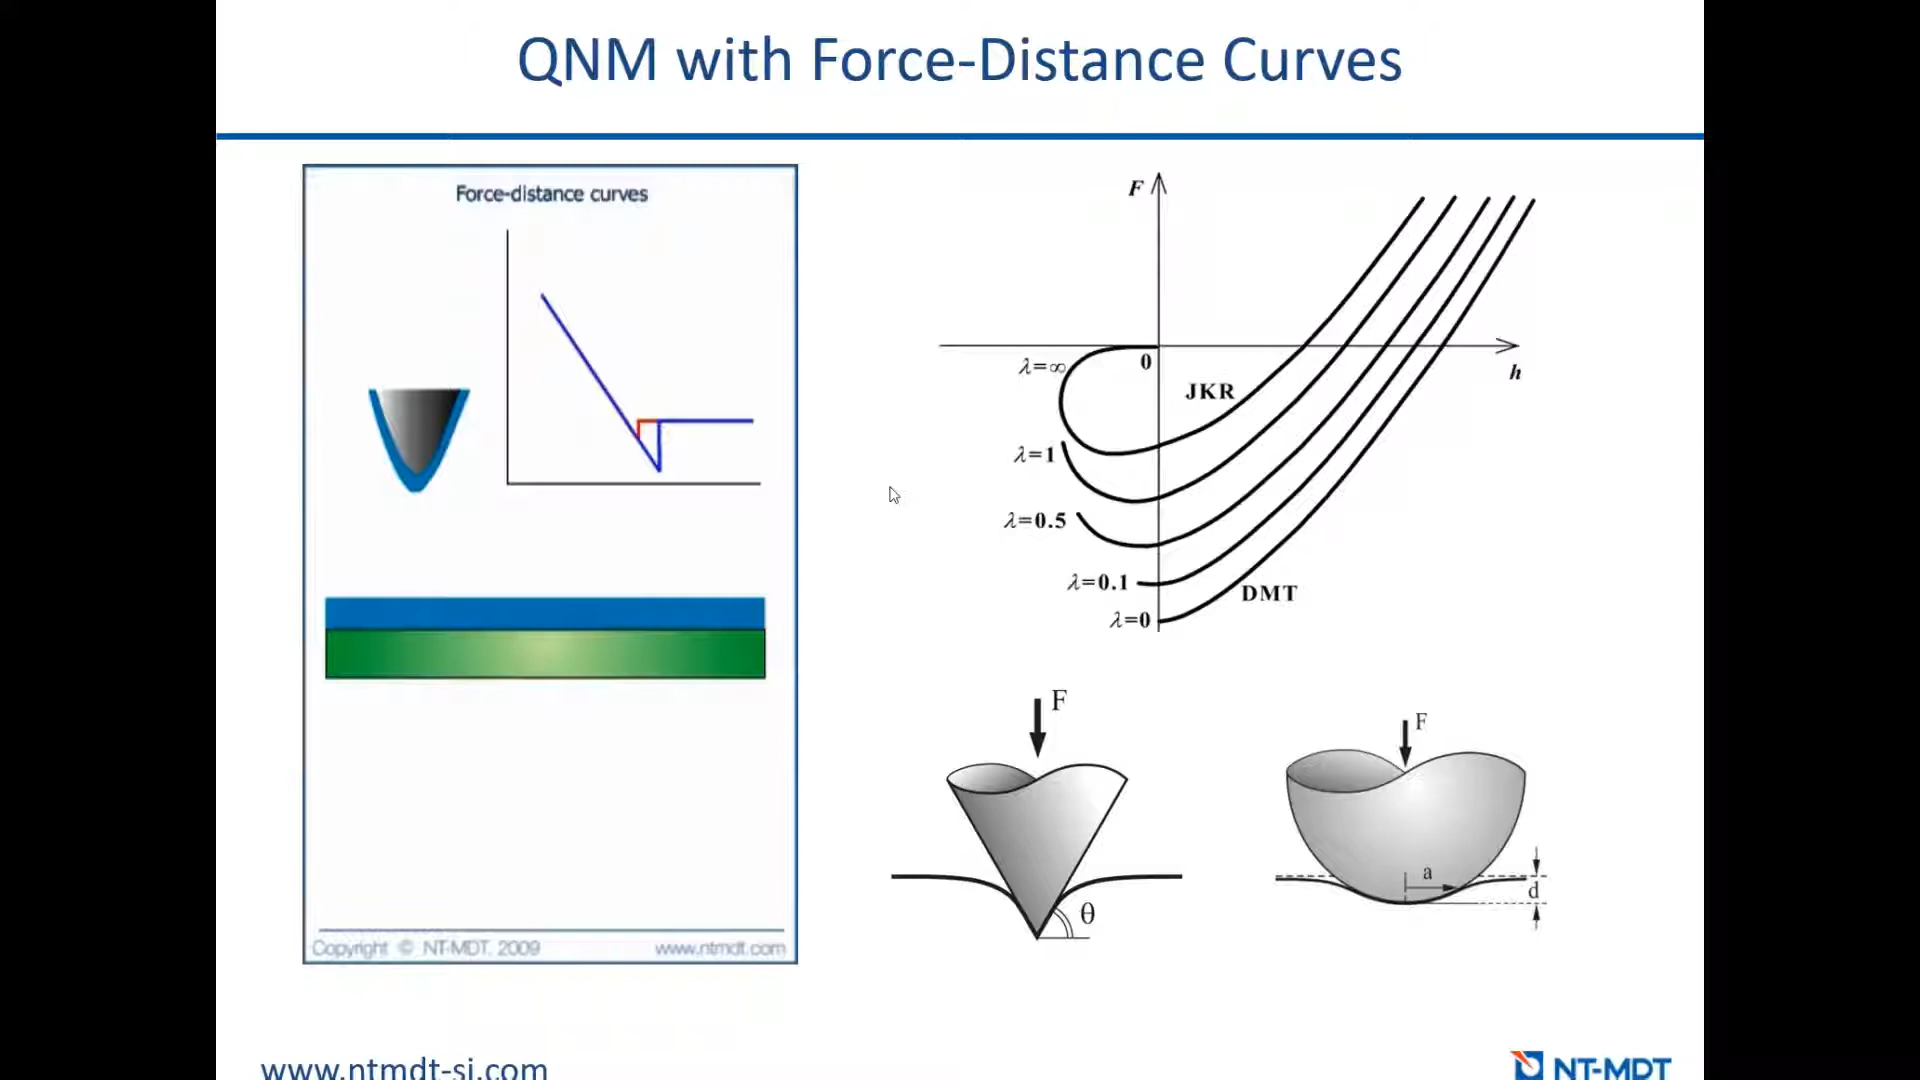 QNM with Force-Distance Curves
Force-distance curves
Copyright © NT-MDT, 2009
www.ntmdt.com
F
λ=∞
0
h
JKR
λ=1
λ=0.5
λ=0.1
DMT
λ=0
F
θ
F
a
d
www.ntmdt-si.com
NT-MDT